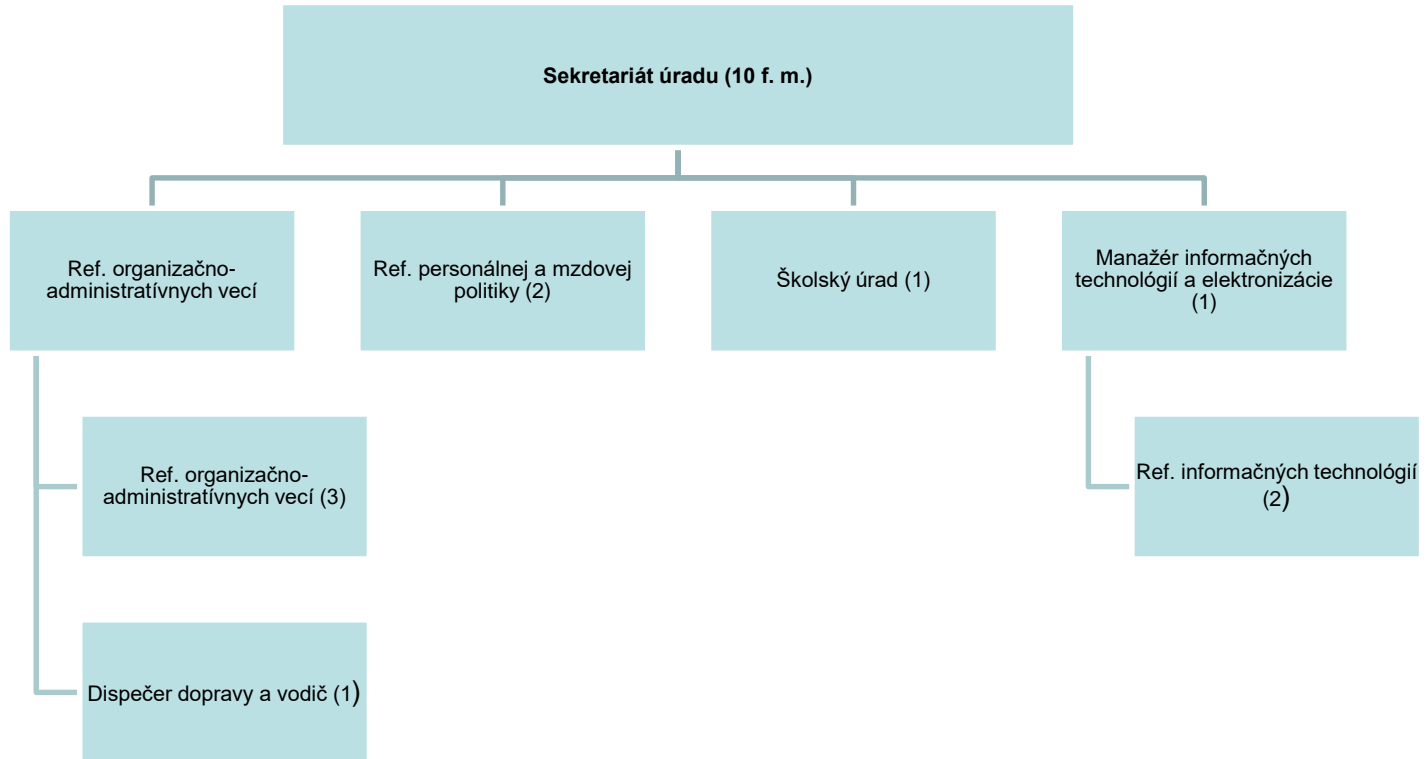 Sekretariát úradu (10 f. m.)
Ref. organizačno-
administratívnych vecí
Ref. personálnej a mzdovej
politiky (2)
Školský úrad (1)
Manažér informačných
technológií a elektronizácie
(1)
Ref. organizačno-
administratívnych vecí (3)
Ref. informačných technológií
(2)
Dispečer dopravy a vodič (1)